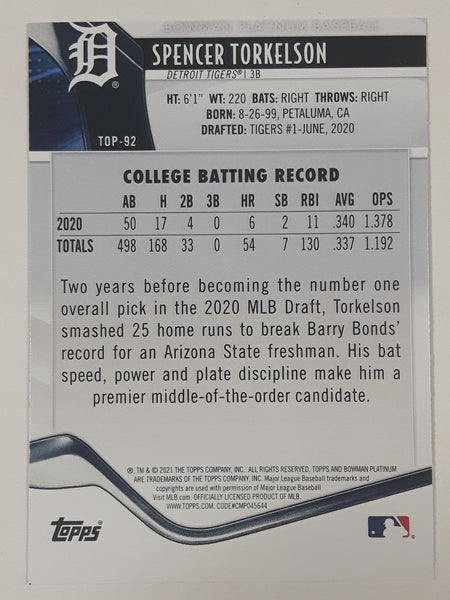 BOWMAN PLATINUM BASEBALL
D
SPENCER TORKELSON
DETROIT TIGERS® | 3B
HT: 6'1" WT: 220 BATS: RIGHT THROWS: RIGHT
BORN: 8-26-99, PETALUMA, CA
DRAFTED: TIGERS #1-JUNE, 2020
TOP-92
COLLEGE BATTING RECORD
AB H 2B 3B HR SB RBI AVG OPS
2020 50 17 4 0 6 2 11 .340 1.378
TOTALS 498 168 33 0 54 7 130 .337 1.192
Two years before becoming the number one
overall pick in the 2020 MLB Draft, Torkelson
smashed 25 home runs to break Barry Bonds'
record for an Arizona State freshman. His bat
speed, power and plate discipline make him a
premier middle-of-the-order candidate.
®, TM & © 2021 THE TOPPS COMPANY, INC. ALL RIGHTS RESERVED. TOPPS AND BOWMAN PLATINUM
ARE TRADEMARKS OF THE TOPPS COMPANY, INC. Major League Baseball trademarks and
copyrights are used with permission of Major League Baseball.
Visit MLB.com. OFFICIALLY LICENSED PRODUCT OF MLB.
WWW.TOPPS.COM. CODE#CMP045644
Topps®